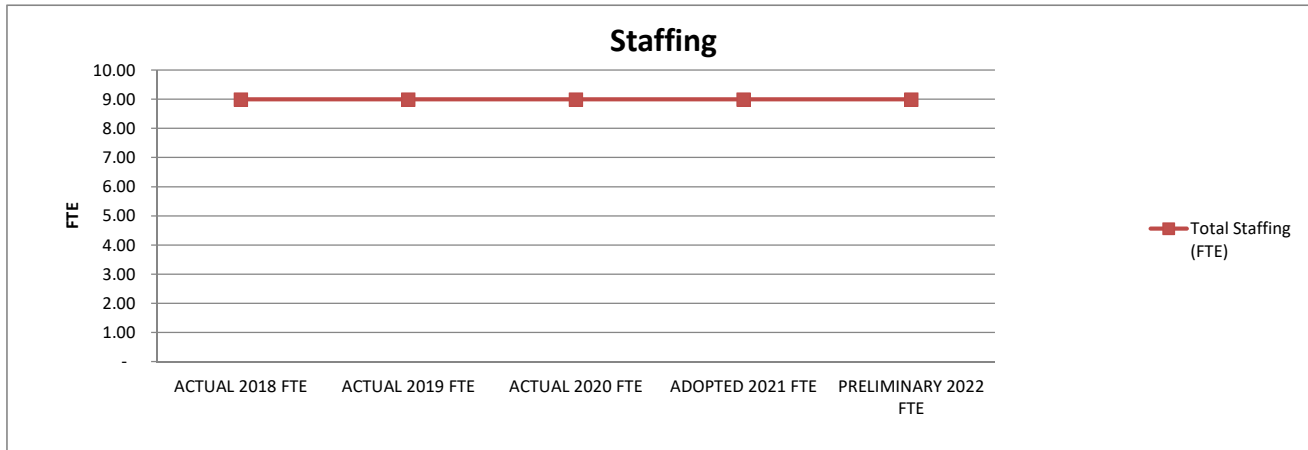 Staffing
10.00
9.00
8.00
7.00
6.00
5.00
4.00
3.00
2.00
1.00
-
FTE
ACTUAL 2018 FTE
ACTUAL 2019 FTE
ACTUAL 2020 FTE
ADOPTED 2021 FTE
PRELIMINARY 2022
FTE
Total Staffing
(FTE)